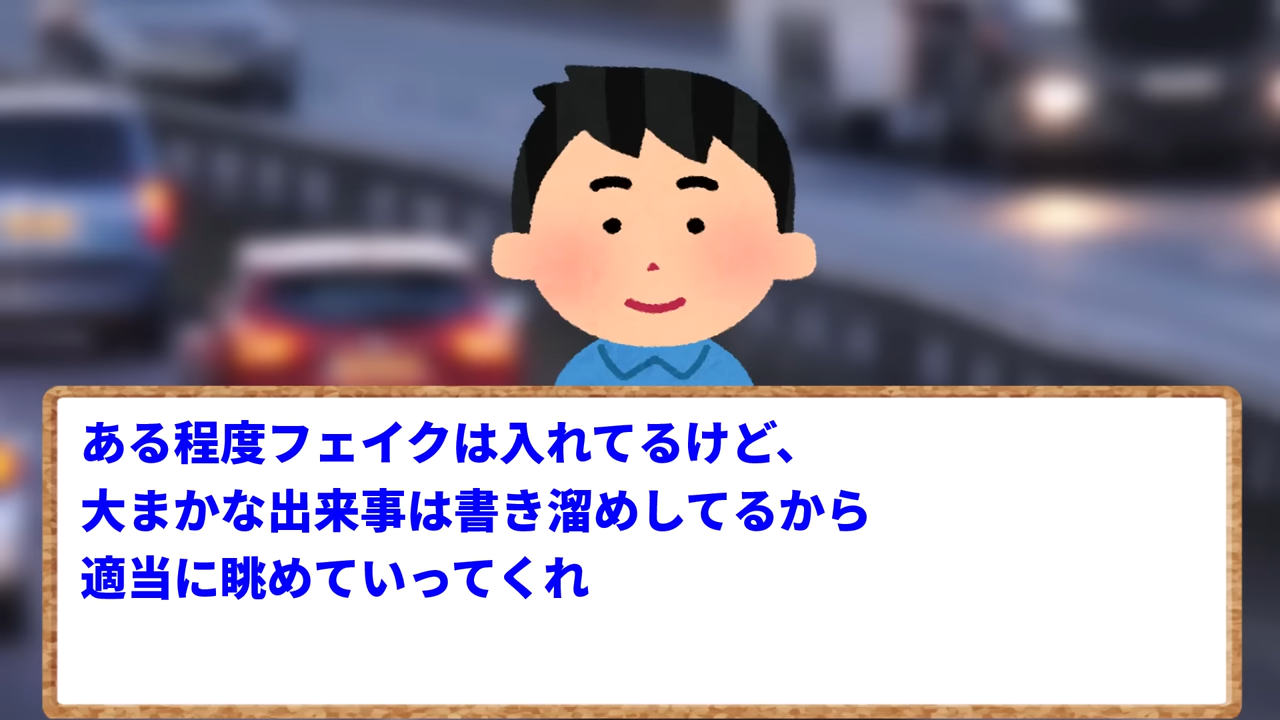 ある程度フェイクは入れてるけど、
大まかな出来事は書き溜めしてるから
適当に眺めていってくれ